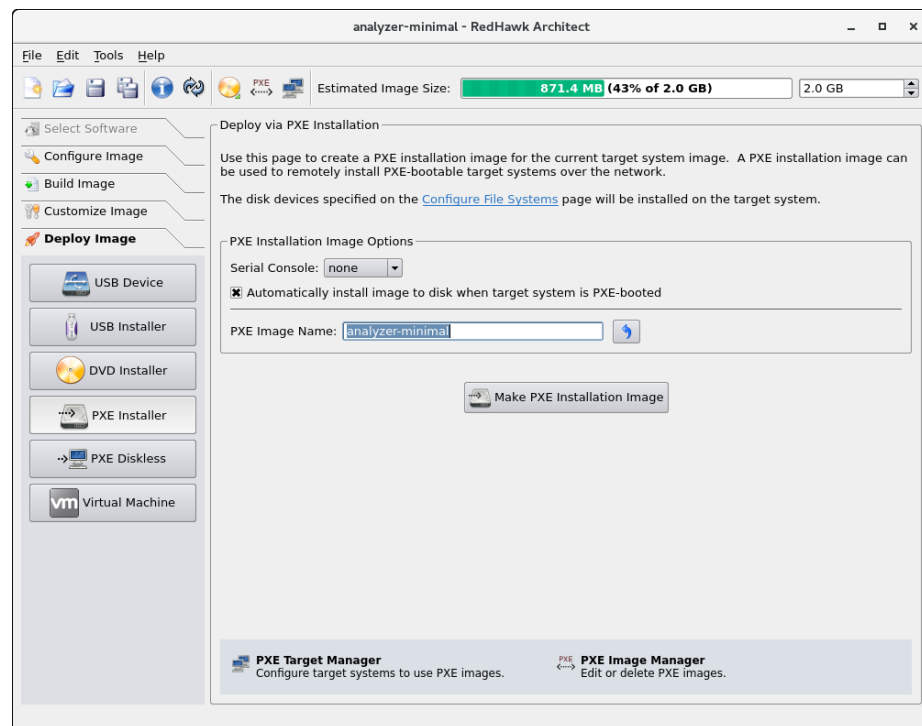 analyzer-minimal - RedHawk Architect
File Edit Tools Help
PXE Estimated Image Size: 871.4 MB (43% of 2.0 GB) 2.0 GB
Select Software
Configure Image
Build Image
Customize Image
Deploy Image
USB Device
USB Installer
DVD Installer
PXE Installer
PXE Diskless
vm Virtual Machine
Deploy via PXE Installation
Use this page to create a PXE installation image for the current target system image. A PXE installation image can
be used to remotely install PXE-bootable target systems over the network.
The disk devices specified on the Configure File Systems page will be installed on the target system.
PXE Installation Image Options
Serial Console: none
Automatically install image to disk when target system is PXE-booted
PXE Image Name: analyzer-minimal
Make PXE Installation Image
PXE Target Manager
Configure target systems to use PXE images.
PXE PXE Image Manager
Edit or delete PXE images.